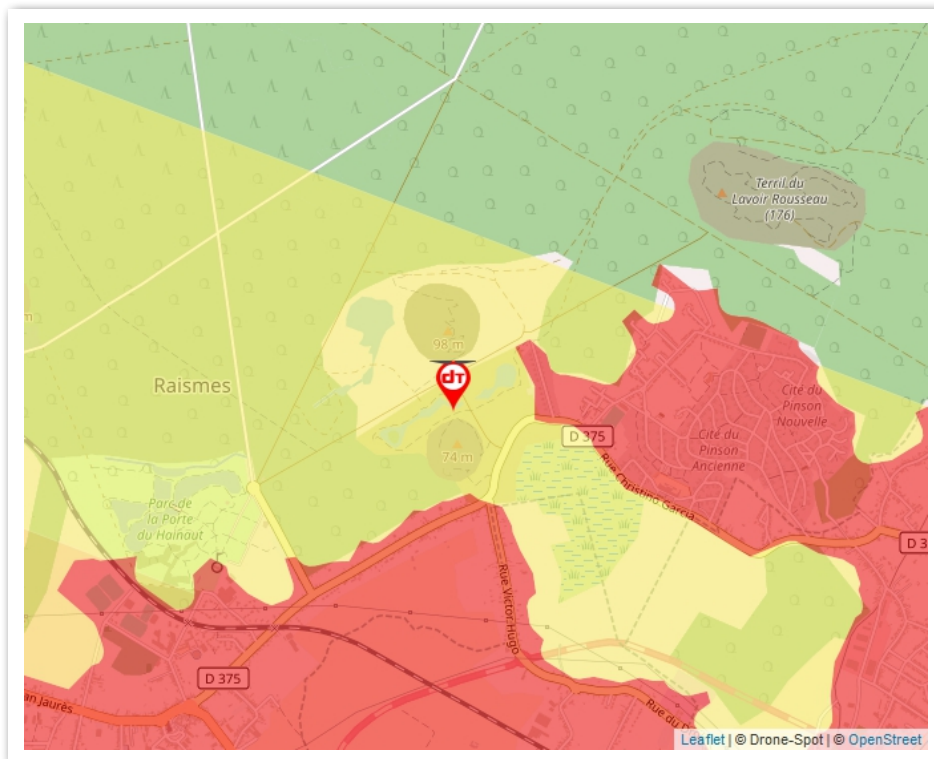 Terril du
Lavoir Rousseau
(176)
m
98 m
dT
Raismes
Cité du
Pinson
Nouvelle
D 375
Cité du
Pinson
Ancienne
74 m
Rue Christino Garcia
Parc de
la Porte
du Hainaut
D 3
Rue Victor Hugo
D 375
an Jaurès
Rue du D
Leaflet | © Drone-Spot | © OpenStreet